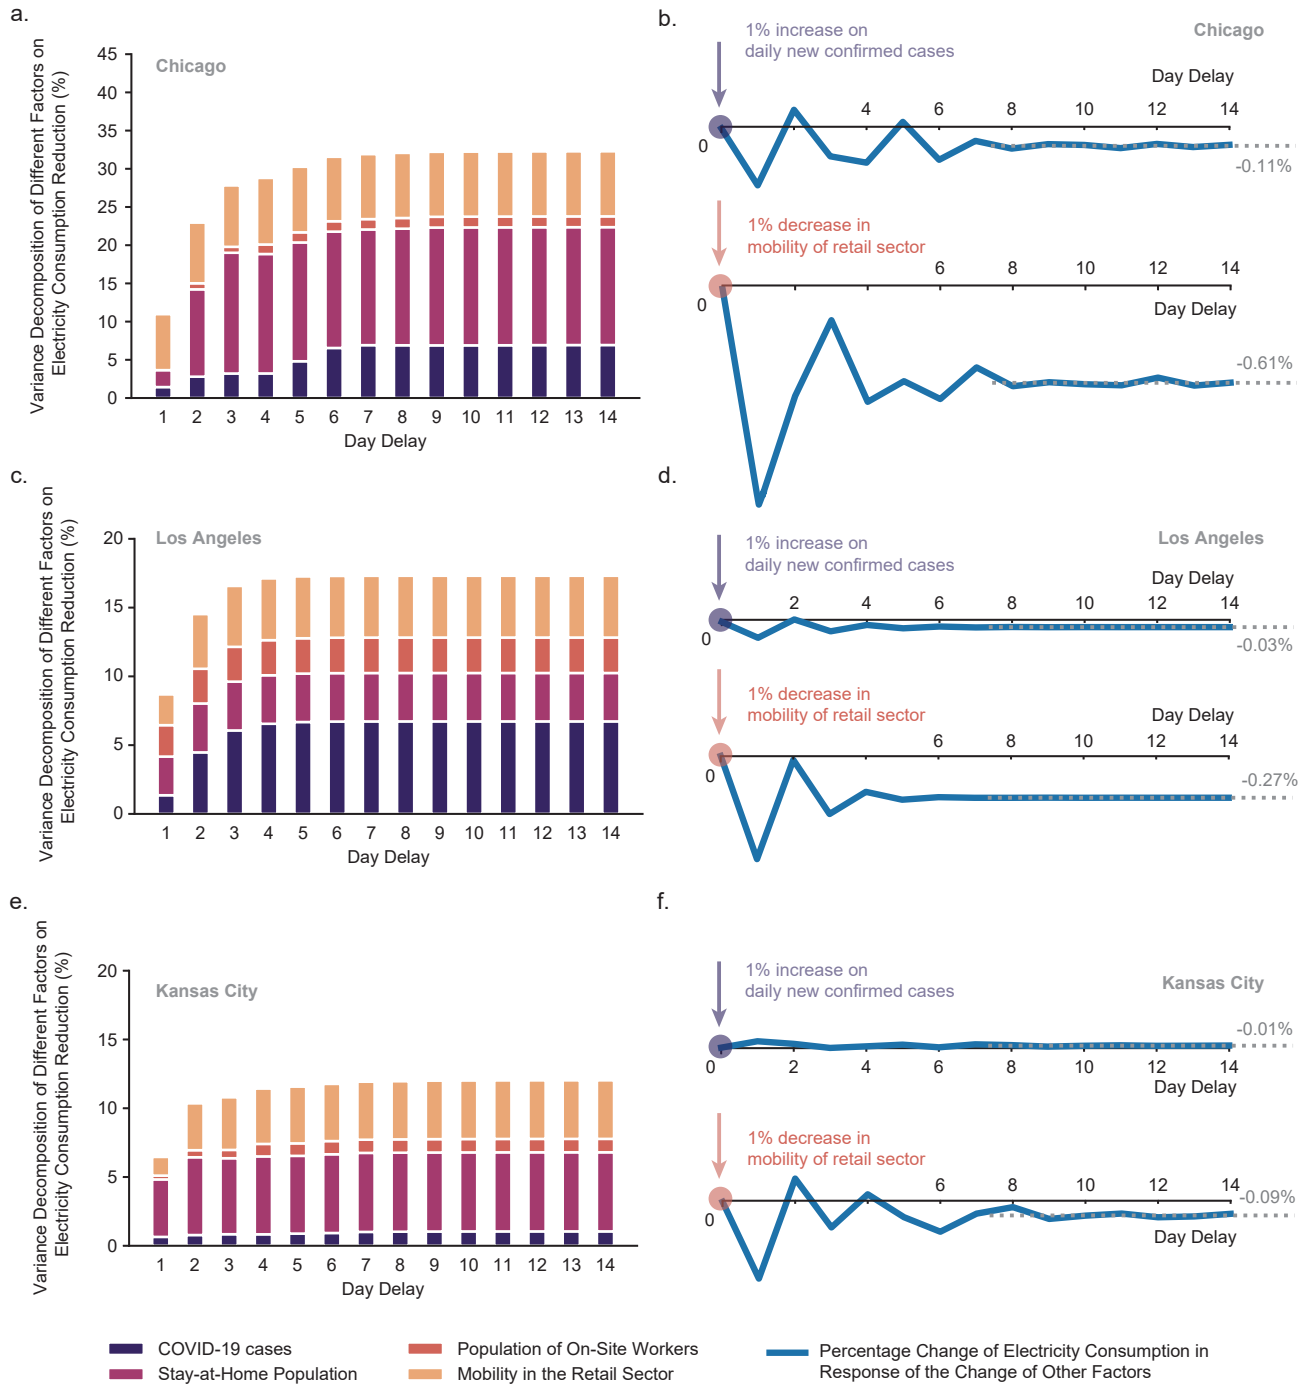 a.
Variance Decomposition of Different Factors on
Electricity Consumption Reduction (%)
Chicago
45
40
35
30
25
20
15
10
5
0
1 2 3 4 5 6 7 8 9 10 11 12 13 14
Day Delay
b.
1% increase on
daily new confirmed cases
Chicago
Day Delay
4 6 8 10 12 14
0
-0.11%
1% decrease in
mobility of retail sector
6 8 10 12 14
0
Day Delay
-0.61%
c.
Variance Decomposition of Different Factors on
Electricity Consumption Reduction (%)
Los Angeles
20
15
10
5
0
1 2 3 4 5 6 7 8 9 10 11 12 13 14
Day Delay
d.
1% increase on
daily new confirmed cases
Los Angeles
Day Delay
2 4 6 8 10 12 14
0
-0.03%
1% decrease in
mobility of retail sector
Day Delay
6 8 10 12 14
0
-0.27%
e.
Variance Decomposition of Different Factors on
Electricity Consumption Reduction (%)
Kansas City
20
15
10
5
0
1 2 3 4 5 6 7 8 9 10 11 12 13 14
Day Delay
f.
1% increase on
daily new confirmed cases
Kansas City
-0.01%
0 2 4 6 8 10 12 14
Day Delay
1% decrease in
mobility of retail sector
6 8 10 12 14
-0.09%
0
Day Delay
COVID-19 cases
Stay-at-Home Population
Population of On-Site Workers
Mobility in the Retail Sector
Percentage Change of Electricity Consumption in
Response of the Change of Other Factors